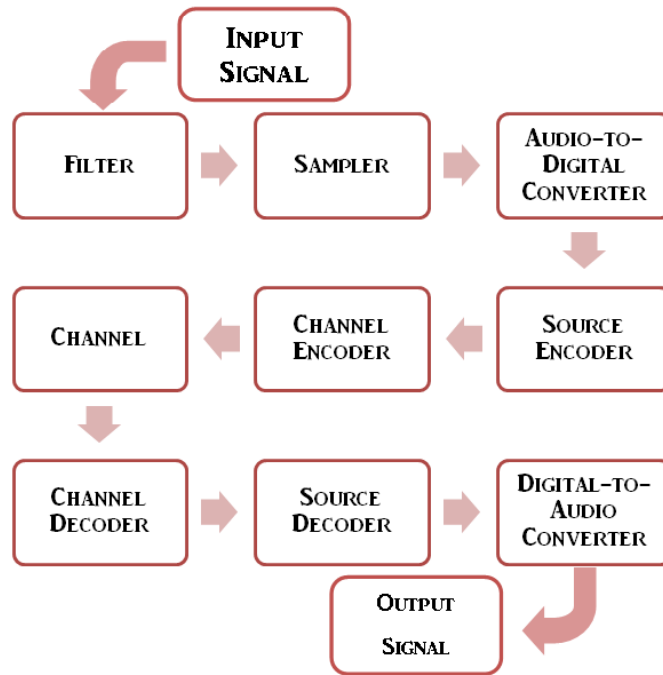 INPUT
SIGNAL
FILTER
SAMPLER
AUDIO-TO-
DIGITAL
CONVERTER
CHANNEL
CHANNEL
ENCODER
SOURCE
ENCODER
CHANNEL
DECODER
SOURCE
DECODER
DIGITAL-TO-
AUDIO
CONVERTER
OUTPUT
SIGNAL